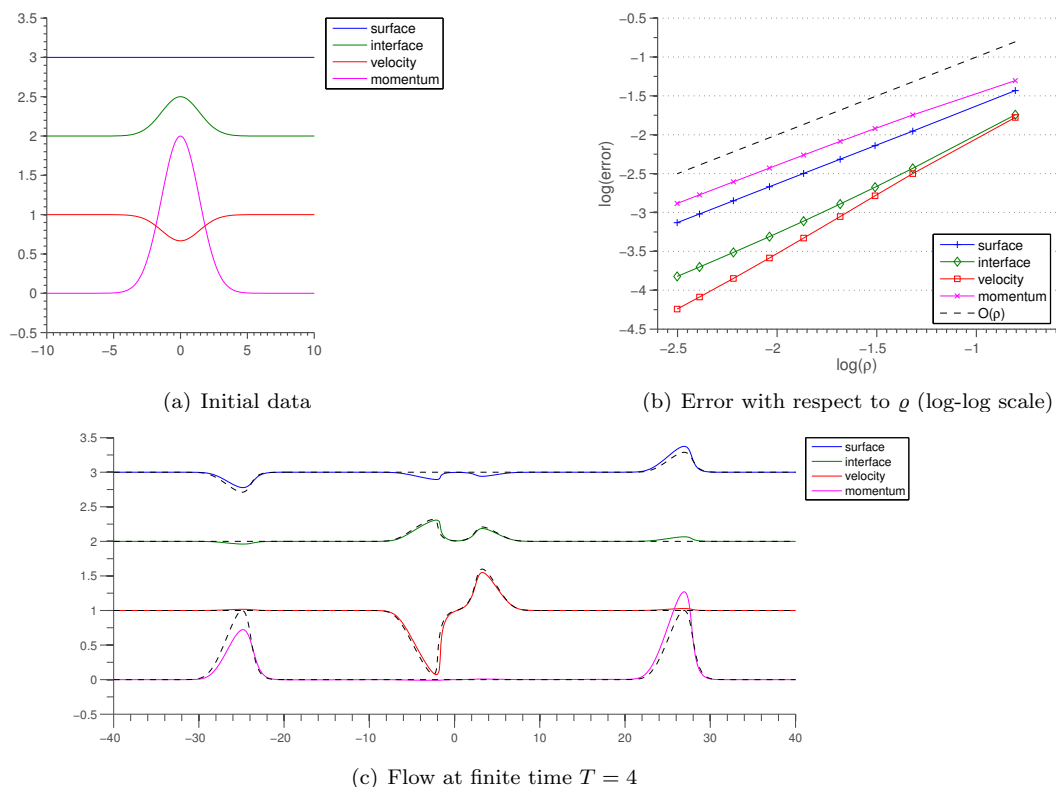 3.5
3
2.5
2
1.5
1
0.5
0
−0.5
−10
−5
0
5
10
surface
interface
velocity
momentum
(a) Initial data
−0.5
−1
−1.5
−2
−2.5
−3
−3.5
−4
−4.5
log(error)
−2.5
−2
−1.5
−1
log(ρ)
surface
interface
velocity
momentum
O(ρ)
(b) Error with respect to ϱ (log-log scale)
3.5
3
2.5
2
1.5
1
0.5
0
−0.5
−40
−30
−20
−10
0
10
20
30
40
surface
interface
velocity
momentum
(c) Flow at finite time T = 4